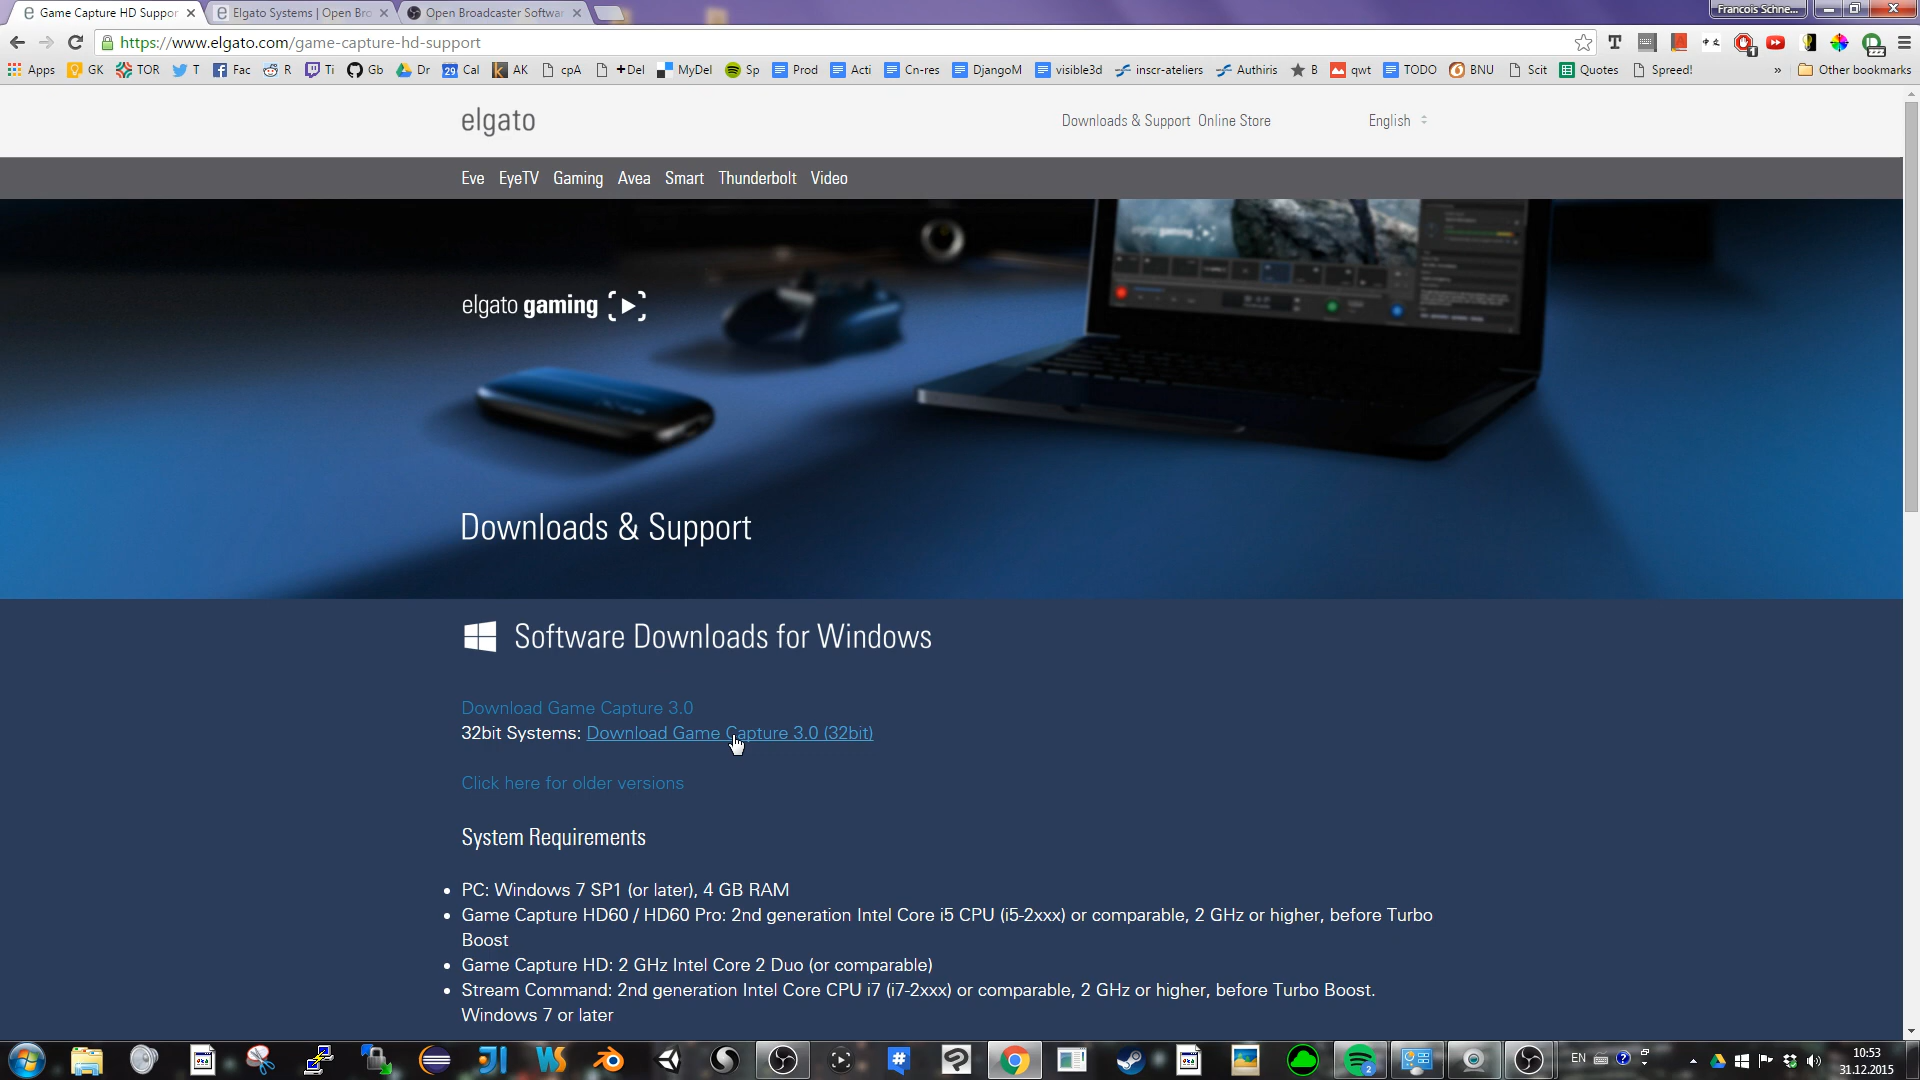 Game Capture HD Suppor
Elgato Systems | Open Bro
Open Broadcaster Softwar
Francois Schne...
https://www.elgato.com/game-capture-hd-support
Apps GK TOR T Fac R Ti Gb Dr Cal AK cpA +Del MyDel Sp Prod Acti Cn-res DjangoM visible3d inscr-ateliers Authiris B qwt TODO BNU Scit Quotes Spreed! » Other bookmarks
elgato
Downloads & Support Online Store English
Eve EyeTV Gaming Avea Smart Thunderbolt Video
elgato gaming
Downloads & Support
Software Downloads for Windows
Download Game Capture 3.0
32bit Systems: Download Game Capture 3.0 (32bit)
Click here for older versions
System Requirements
PC: Windows 7 SP1 (or later), 4 GB RAM
Game Capture HD60 / HD60 Pro: 2nd generation Intel Core i5 CPU (i5-2xxx) or comparable, 2 GHz or higher, before Turbo
Boost
Game Capture HD: 2 GHz Intel Core 2 Duo (or comparable)
Stream Command: 2nd generation Intel Core CPU i7 (i7-2xxx) or comparable, 2 GHz or higher, before Turbo Boost.
Windows 7 or later
EN
10:53
31.12.2015